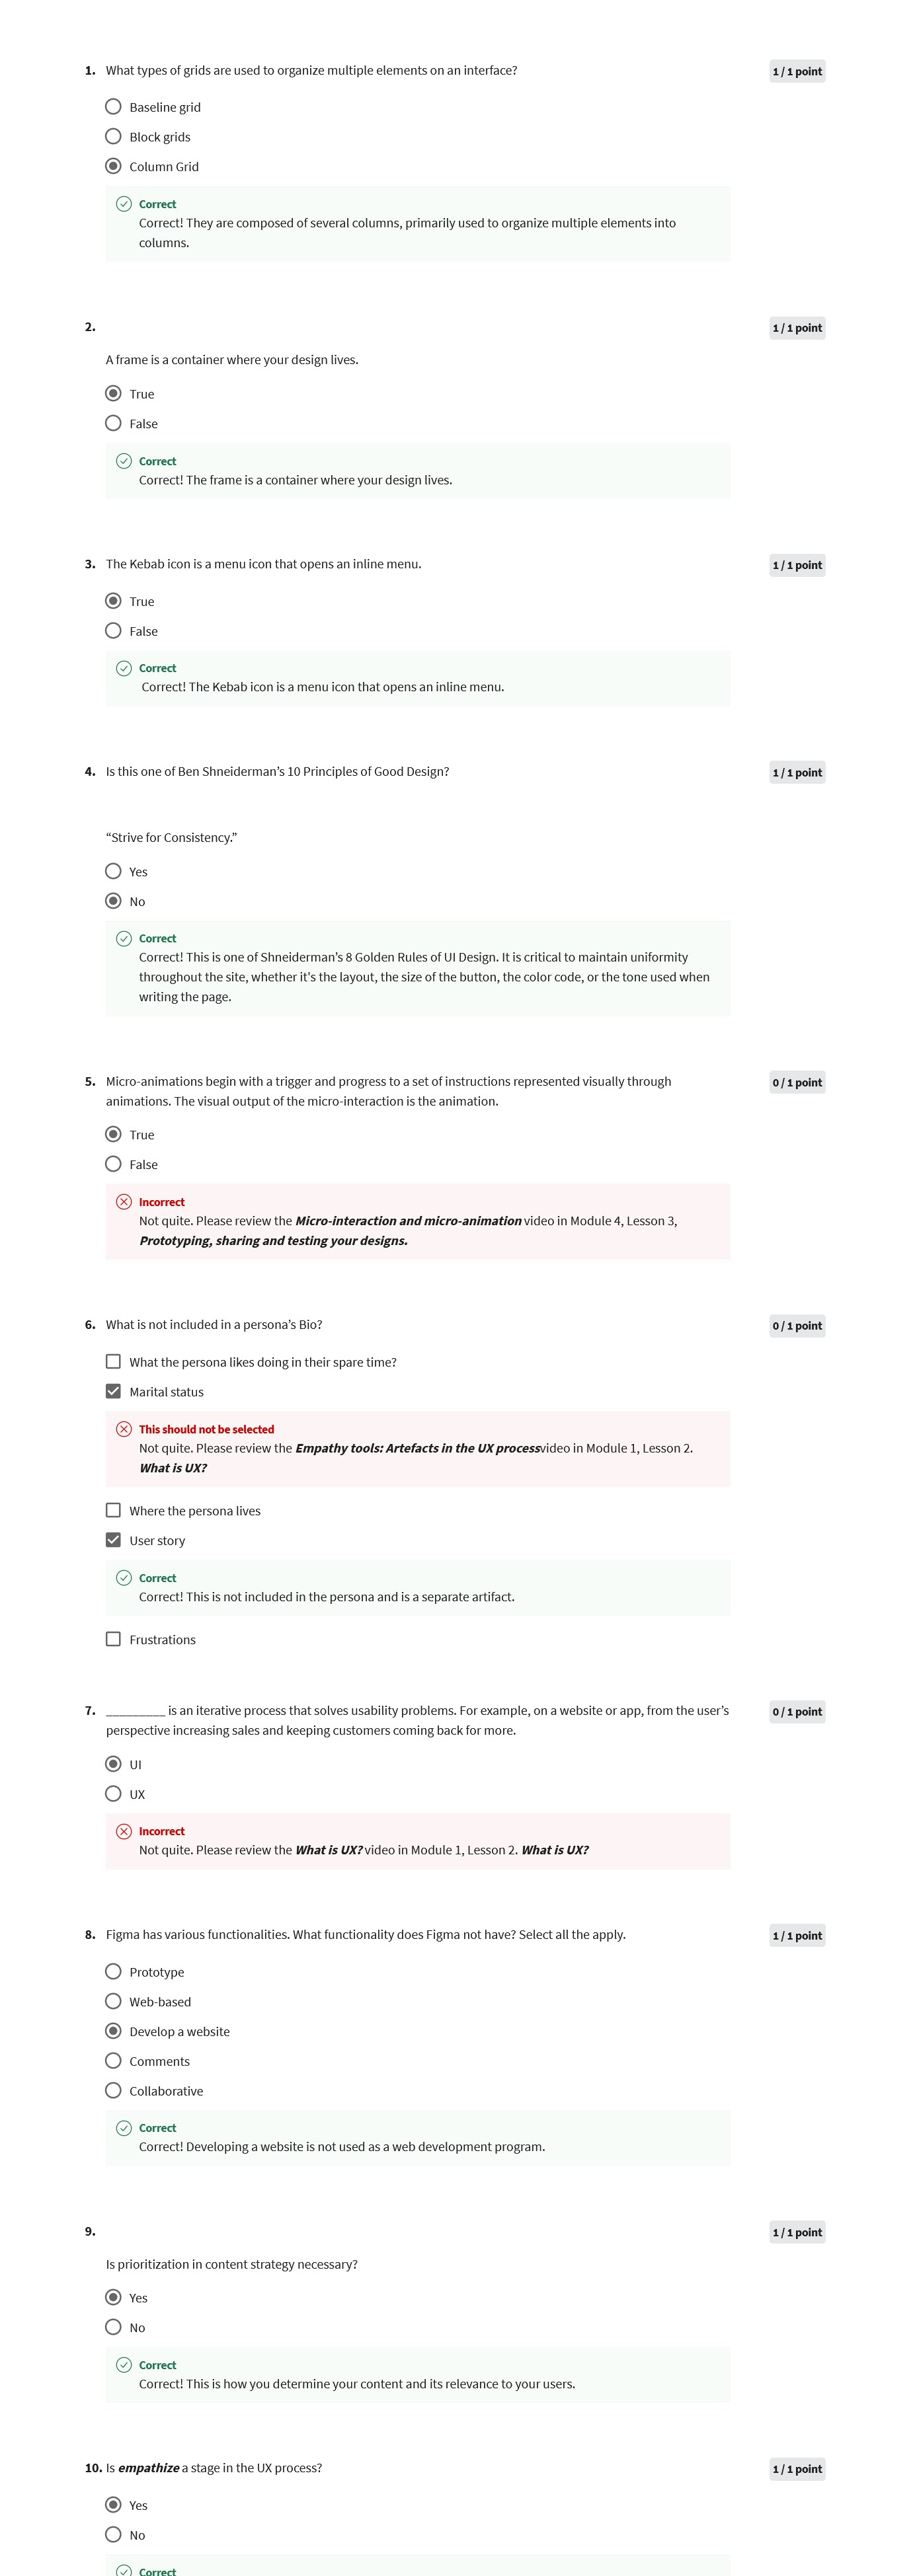 1. What types of grids are used to organize multiple elements on an interface?
1 / 1 point
Baseline grid
Block grids
Column Grid
Correct
Correct! They are composed of several columns, primarily used to organize multiple elements into
columns.
2.
1 / 1 point
A frame is a container where your design lives.
True
False
Correct
Correct! The frame is a container where your design lives.
3. The Kebab icon is a menu icon that opens an inline menu.
1 / 1 point
True
False
Correct
Correct! The Kebab icon is a menu icon that opens an inline menu.
4. Is this one of Ben Shneiderman’s 10 Principles of Good Design?
1 / 1 point
“Strive for Consistency.”
Yes
No
Correct
Correct! This is one of Shneiderman’s 8 Golden Rules of UI Design. It is critical to maintain uniformity
throughout the site, whether it's the layout, the size of the button, the color code, or the tone used when
writing the page.
5. Micro-animations begin with a trigger and progress to a set of instructions represented visually through
animations. The visual output of the micro-interaction is the animation.
0 / 1 point
True
False
Incorrect
Not quite. Please review the Micro-interaction and micro-animation video in Module 4, Lesson 3,
Prototyping, sharing and testing your designs.
6. What is not included in a persona’s Bio?
0 / 1 point
What the persona likes doing in their spare time?
Marital status
This should not be selected
Not quite. Please review the Empathy tools: Artefacts in the UX processvideo in Module 1, Lesson 2.
What is UX?
Where the persona lives
User story
Correct
Correct! This is not included in the persona and is a separate artifact.
Frustrations
7. _________ is an iterative process that solves usability problems. For example, on a website or app, from the user’s
perspective increasing sales and keeping customers coming back for more.
0 / 1 point
UI
UX
Incorrect
Not quite. Please review the What is UX? video in Module 1, Lesson 2. What is UX?
8. Figma has various functionalities. What functionality does Figma not have? Select all the apply.
1 / 1 point
Prototype
Web-based
Develop a website
Comments
Collaborative
Correct
Correct! Developing a website is not used as a web development program.
9.
1 / 1 point
Is prioritization in content strategy necessary?
Yes
No
Correct
Correct! This is how you determine your content and its relevance to your users.
10. Is empathize a stage in the UX process?
1 / 1 point
Yes
No
Correct